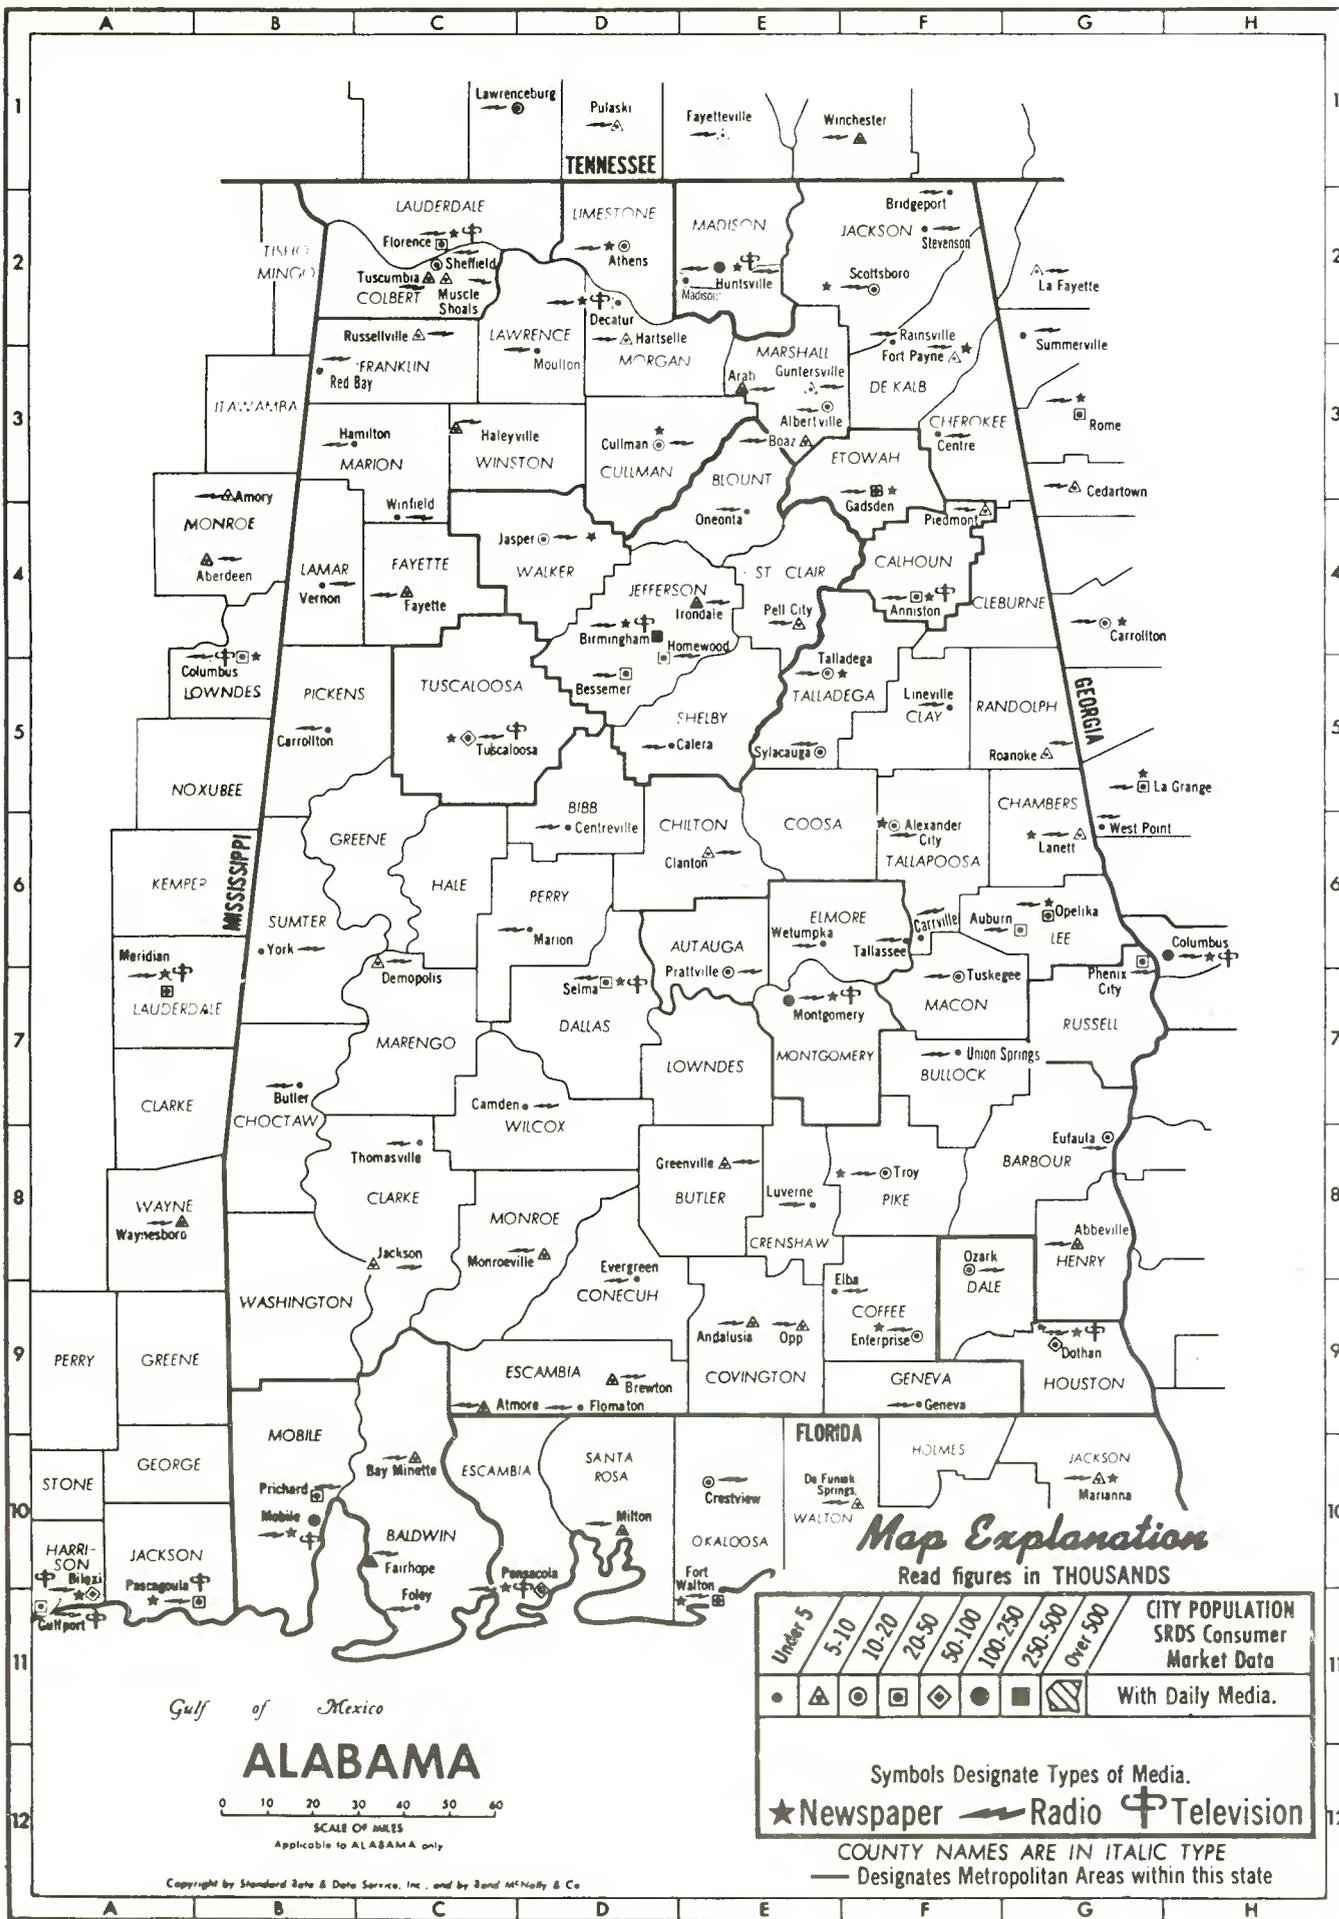 A B C D E F G H
1
Lawrenceburg
Pulaski
Fayetteville
Winchester
TENNESSEE
1
LAUDERDALE
Florence
Sheffield
Tuscumbia
COLBERT
Muscle
Shoals
LIMESTONE
Athens
MADISON
Huntsville
Madison
JACKSON
Bridgeport
Stevenson
Scottsboro
2
TISHO
MINGO
La Fayette
2
Russellville
FRANKLIN
Red Bay
LAWRENCE
Moulton
Decatur
Hartselle
MORGAN
MARSHALL
Arab
Guntersville
Albertville
Boaz
Rainsville
Fort Payne
DE KALB
Summerville
3
ITAWAMBA
Hamilton
MARION
Haleyville
WINSTON
Cullman
CULLMAN
BLOUNT
Oneonta
ETOWAH
Gadsden
CHEROKEE
Centre
Rome
3
Cedartown
Amory
MONROE
Aberdeen
Winfield
Piedmont
4
LAMAR
Vernon
FAYETTE
Fayette
Jasper
WALKER
JEFFERSON
Irondale
Birmingham
Homewood
Bessemer
ST CLAIR
Pell City
CALHOUN
Anniston
CLEBURNE
Carrollton
4
Columbus
LOWNDES
PICKENS
Carrollton
TUSCALOOSA
Tuscaloosa
SHELBY
Calera
Talladega
TALLADEGA
Sylacauga
Lineville
CLAY
RANDOLPH
Roanoke
GEORGIA
5
5
NOXUBEE
MISSISSIPPI
GREENE
BIBB
Centreville
CHILTON
Clanton
COOSA
Alexander
City
TALLAPOOSA
CHAMBERS
Lanett
La Grange
West Point
6
KEMPER
SUMTER
York
HALE
PERRY
Marion
AUTAUGA
Prattville
ELMORE
Wetumpka
Tallassee
Carrville
Auburn
Opelika
LEE
Phenix
City
Columbus
6
Meridian
LAUDERDALE
Demopolis
MARENGO
Selma
DALLAS
LOWNDES
Montgomery
MONTGOMERY
Tuskegee
MACON
RUSSELL
7
Union Springs
BULLOCK
7
CLARKE
Butler
CHOCTAW
Camden
WILCOX
Thomasville
CLARKE
Greenville
BUTLER
Luverne
CRENSHAW
Troy
PIKE
Eufaula
BARBOUR
8
WAYNE
Waynesboro
MONROE
Monroeville
Jackson
Evergreen
CONECUH
Abbeville
HENRY
8
WASHINGTON
Elba
COFFEE
Enterprise
Ozark
DALE
Andalusia
Opp
COVINGTON
Dothan
HOUSTON
9
PERRY
GREENE
ESCAMBIA
Brewton
Atmore
Flomaton
GENEVA
Geneva
9
MOBILE
Prichard
Mobile
Bay Minette
BALDWIN
Fairhope
Foley
STONE
GEORGE
ESCAMBIA
SANTA
ROSA
Milton
Pensacola
FLORIDA
Crestview
OKALOOSA
Fort
Walton
De Funiak
Springs
WALTON
HOLMES
JACKSON
Marianna
10
10
HARRI-
SON
Biloxi
Gulfport
JACKSON
Pascagoula
Map Explanation
Read figures in THOUSANDS
Under 5
5-10
10-20
20-50
50-100
100-250
250-500
Over 500
CITY POPULATION
SRDS Consumer
Market Data
With Daily Media.
11
11
Gulf of Mexico
ALABAMA
0 10 20 30 40 50 60
SCALE OF MILES
Applicable to ALABAMA only
Symbols Designate Types of Media.
Newspaper Radio Television
12
12
COUNTY NAMES ARE IN ITALIC TYPE
Designates Metropolitan Areas within this state
Copyright by Standard Rate & Data Service, Inc., and by Rand McNally & Co
A B C D E F G H